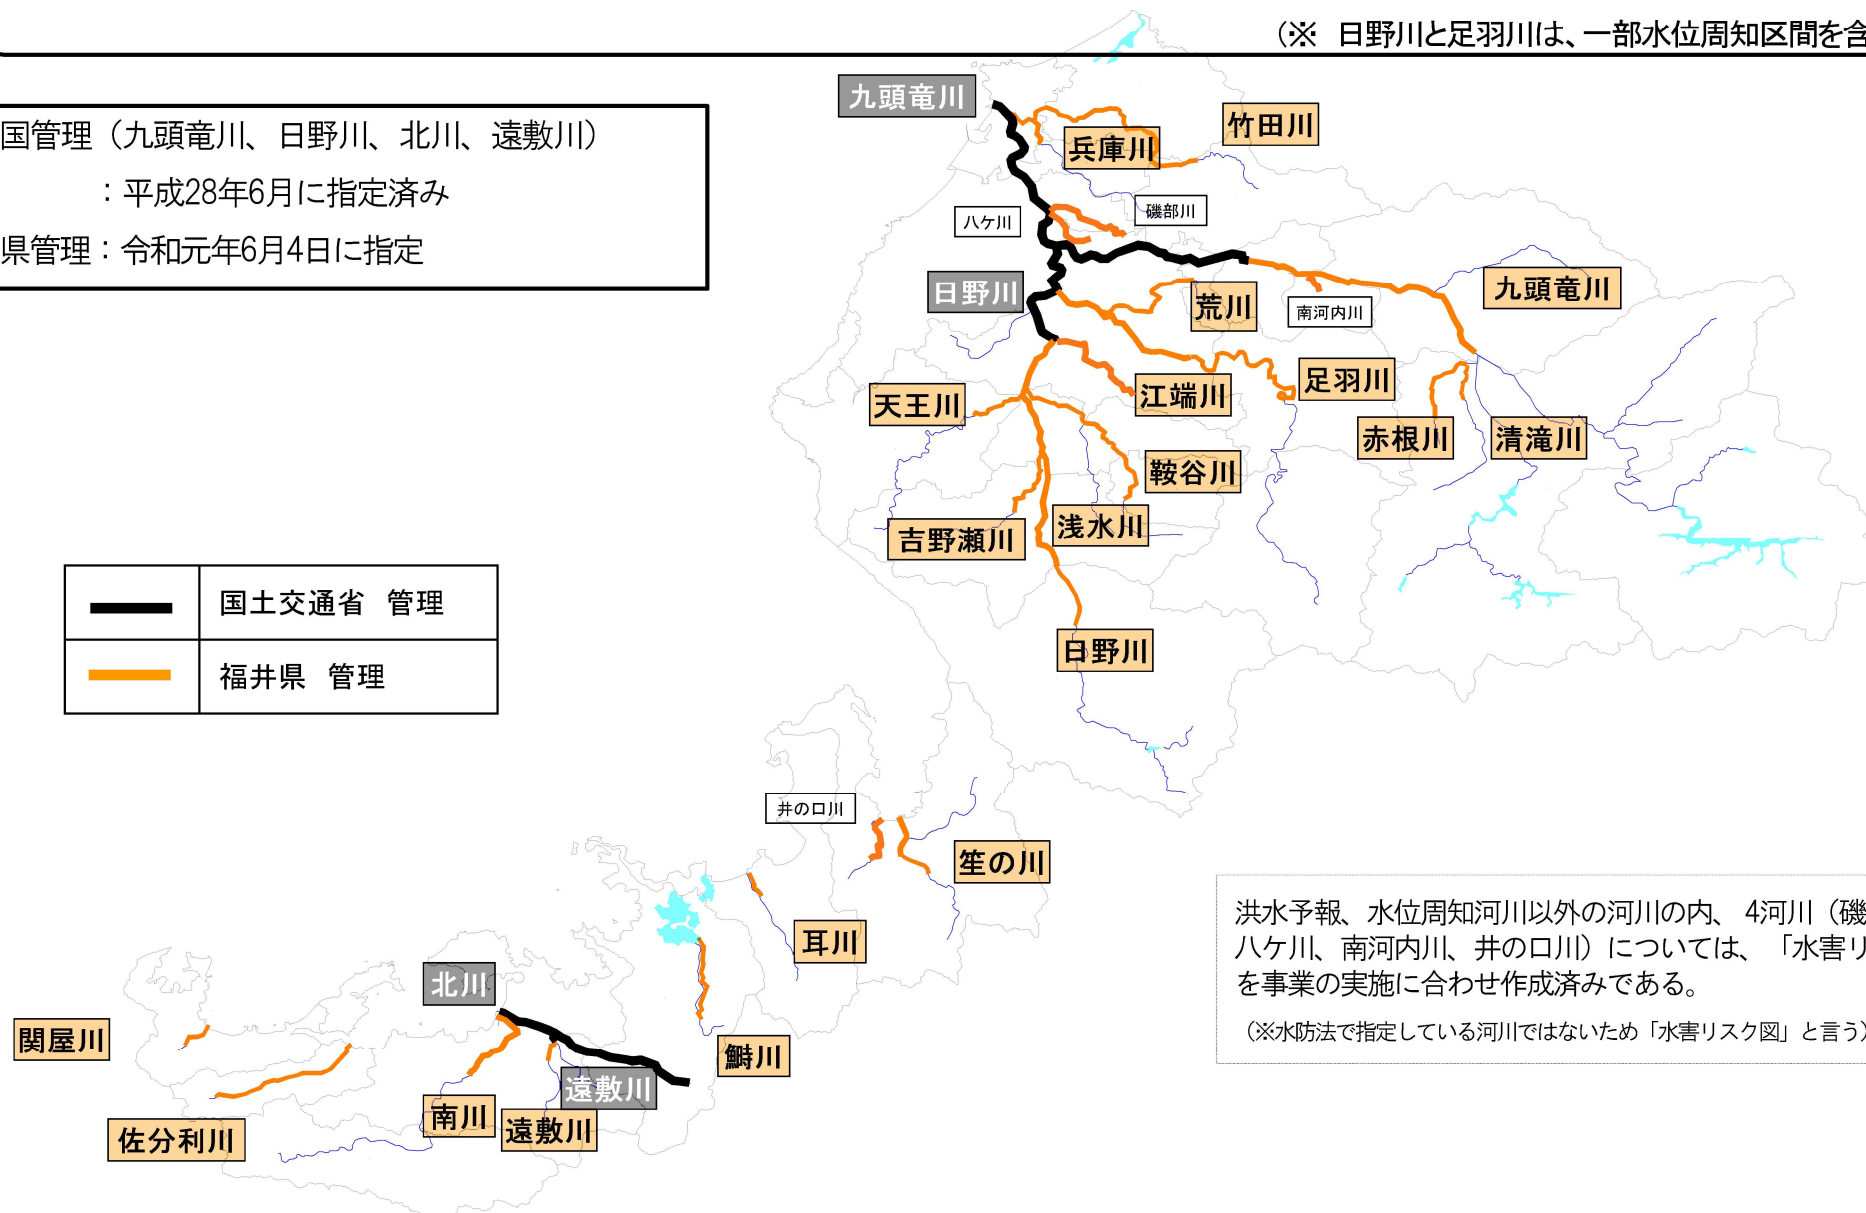 (※ 日野川と足羽川は、一部水位周知区間を含
国管理（九頭竜川、日野川、北川、遠敷川）
：平成28年6月に指定済み
県管理：令和元年6月4日に指定
九頭竜川
竹田川
兵庫川
磯部川
八ケ川
日野川
九頭竜川
荒川
南河内川
足羽川
江端川
天王川
赤根川
清滝川
鞍谷川
浅水川
吉野瀬川
国土交通省 管理
福井県 管理
日野川
井の口川
笙の川
耳川
北川
関屋川
鰣川
遠敷川
南川
遠敷川
佐分利川
洪水予報、水位周知河川以外の河川の内、4河川（磯
八ケ川、南河内川、井の口川）については、「水害リ
を事業の実施に合わせ作成済みである。
（※水防法で指定している河川ではないため「水害リスク図」と言う）